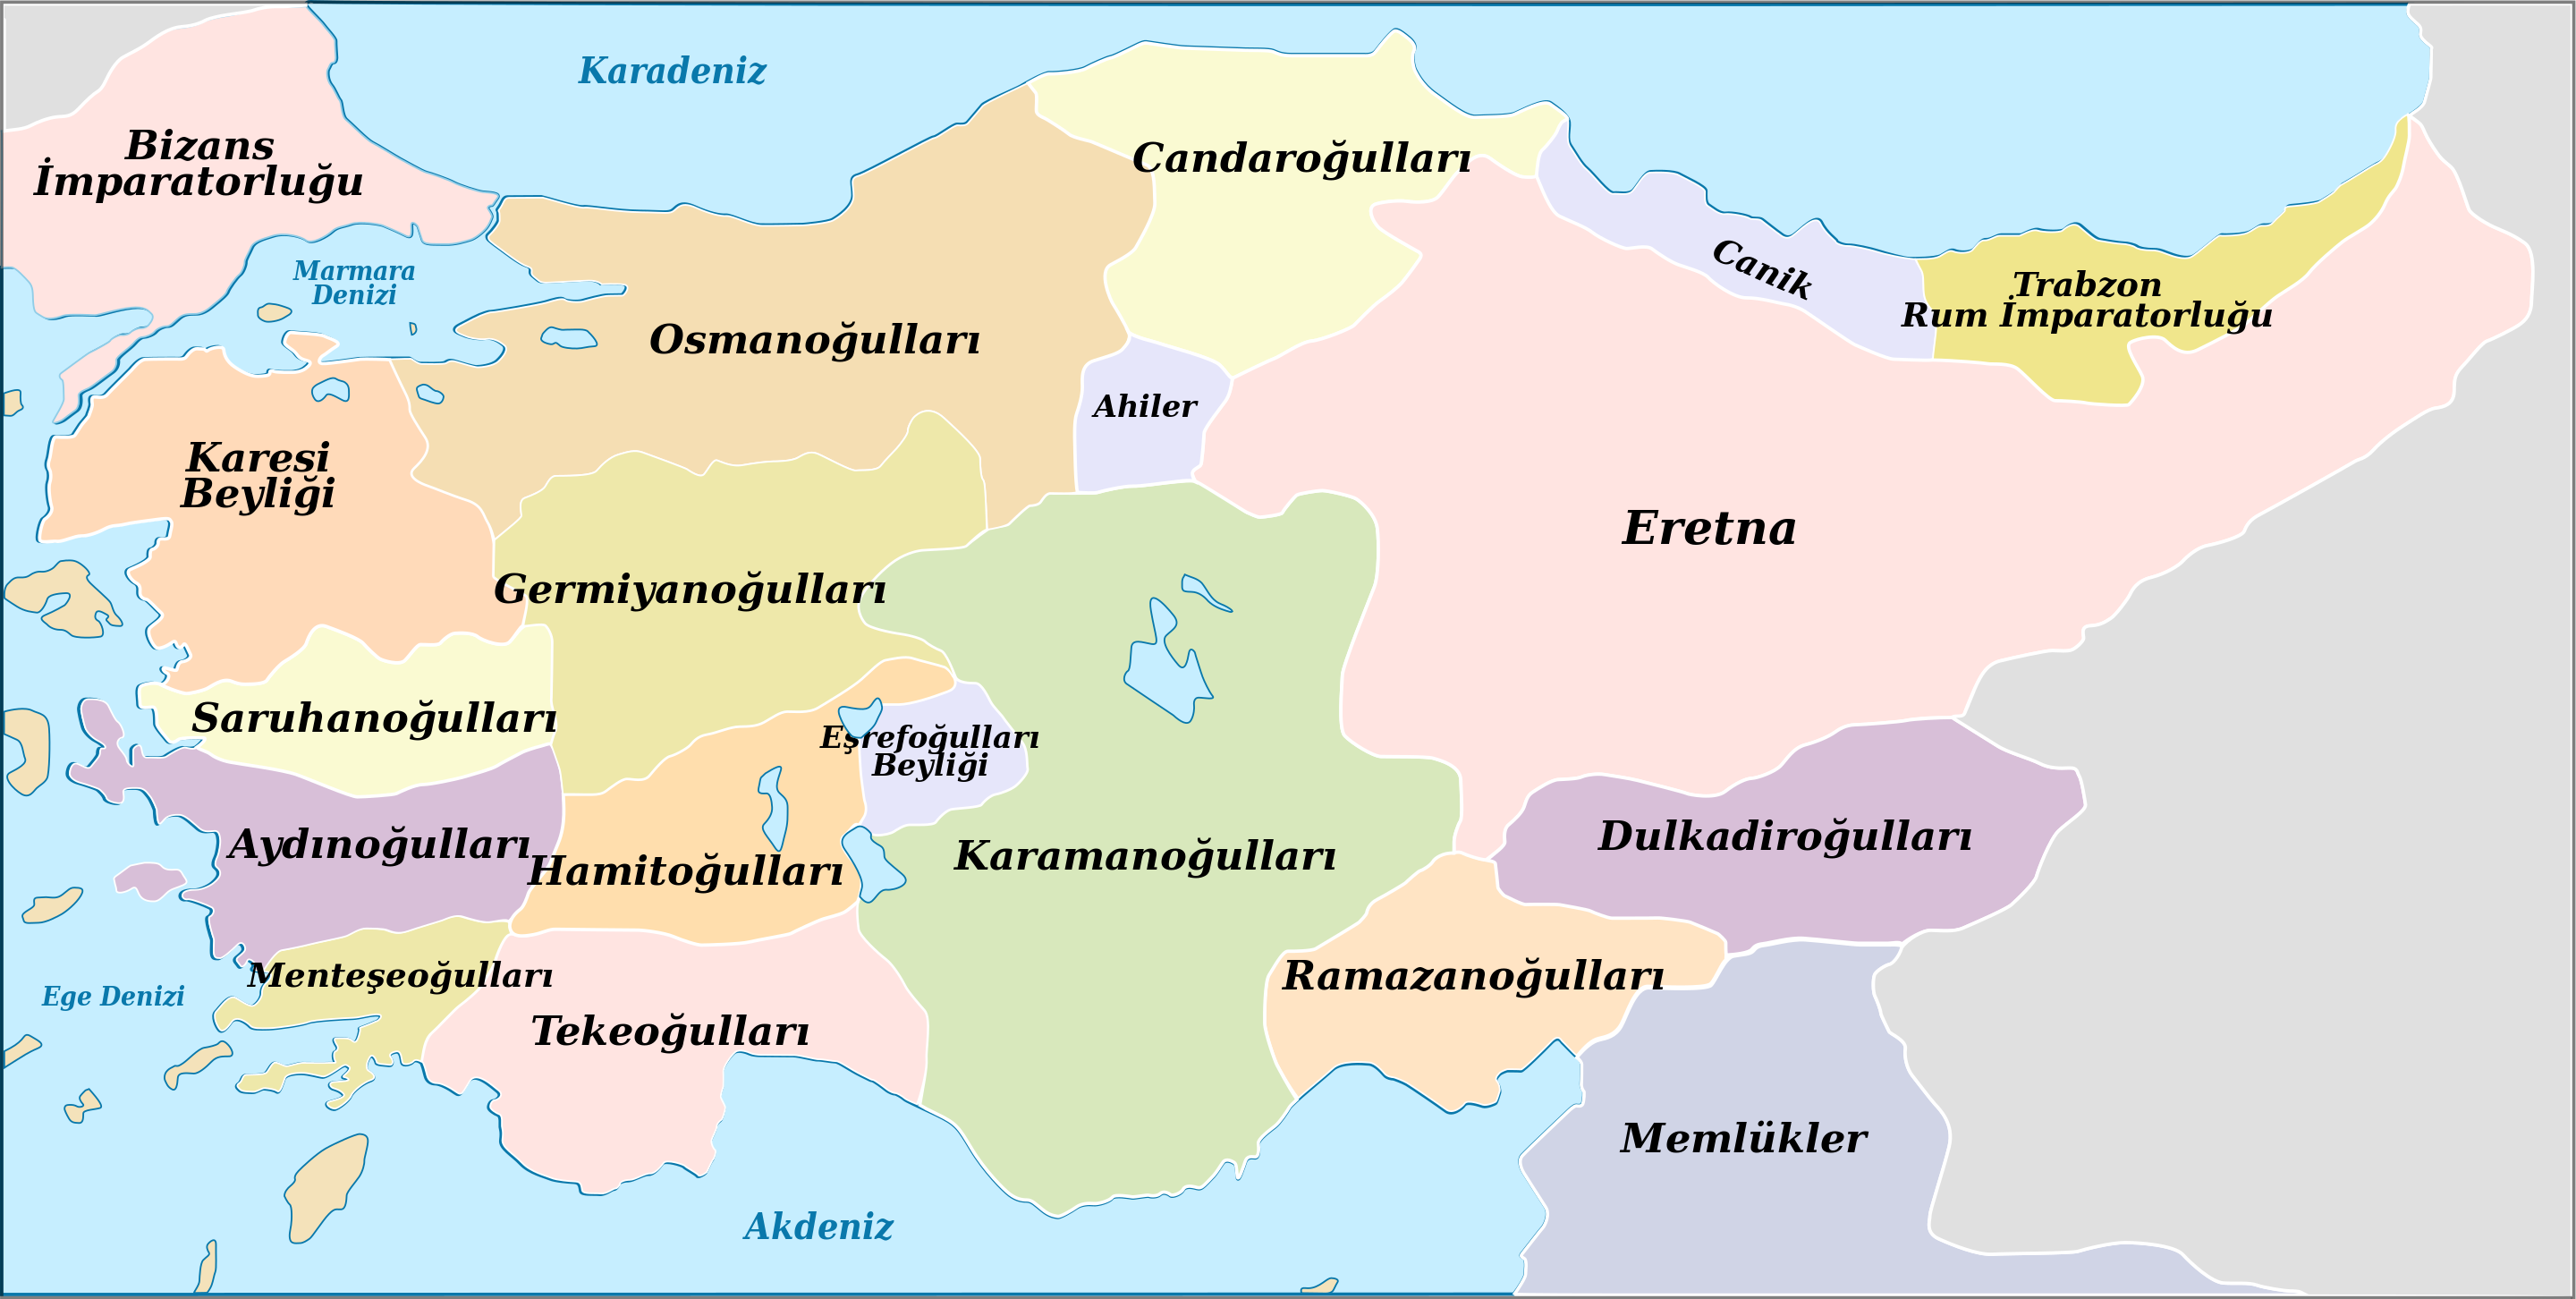 Karadeniz
Bizans
İmparatorluğu
Candaroğulları
Marmara
Denizi
Canik
Trabzon
Rum İmparatorluğu
Osmanoğulları
Ahiler
Karesi
Beyliği
Eretna
Germiyanoğulları
Saruhanoğulları
Eşrefoğulları
Beyliği
Aydınoğulları
Hamitoğulları
Karamanoğulları
Dulkadiroğulları
Menteşeoğulları
Ramazanoğulları
Ege Denizi
Tekeoğulları
Memlükler
Akdeniz